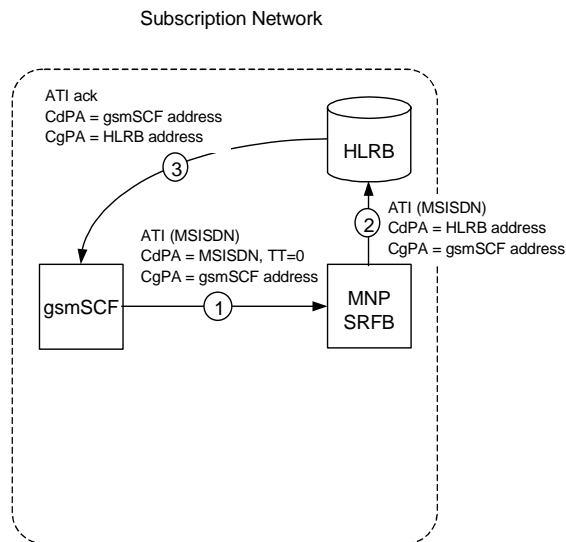 Subscription Network
ATI ack
CdPA = gsmSCF address
CgPA = HLRB address
HLRB
3
ATI (MSISDN)
CdPA = HLRB address
CgPA = gsmSCF address
2
ATI (MSISDN)
CdPA = MSISDN, TT=0
CgPA = gsmSCF address
gsmSCF
1
MNP
SRFB